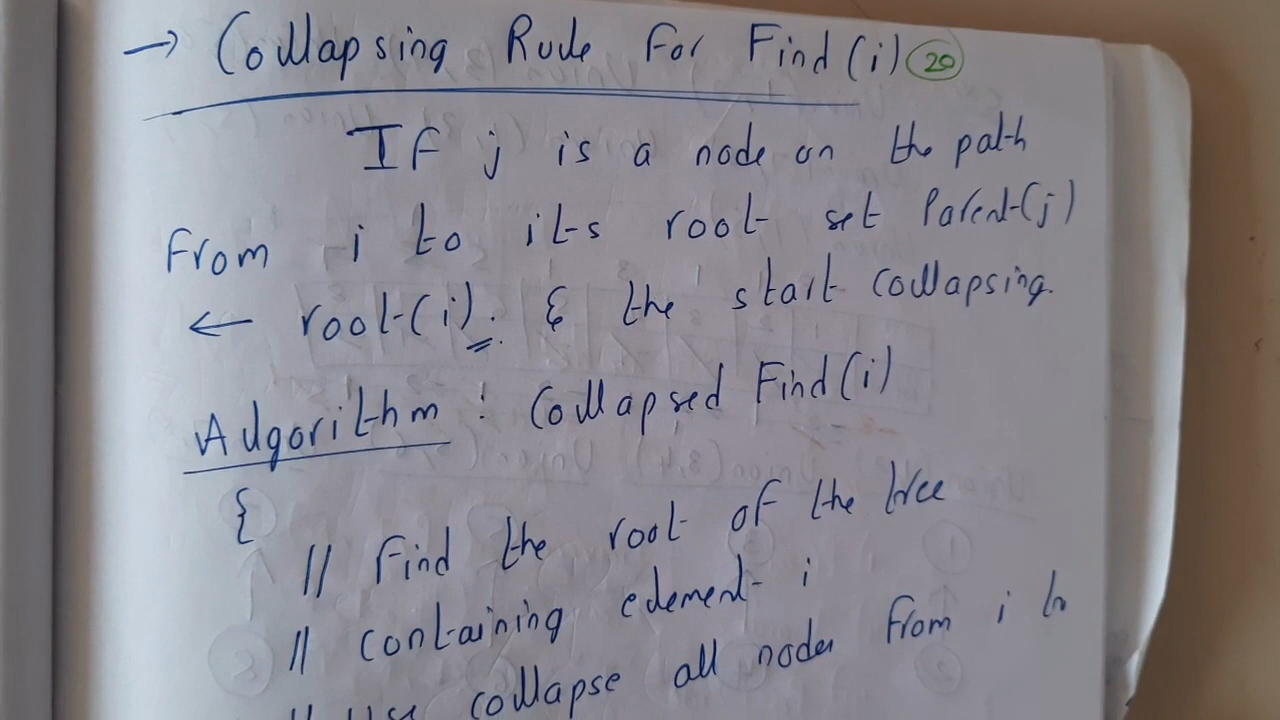 → Collapsing Rule For Find (i) 20
IF j is a node on the path
From i to its root set Parent(j)
← root(i). & the start collapsing.
Algorithm : Collapsed Find (i)
{
// Find the root of the tree
// containing element i
// Use collapse all nodes from i to